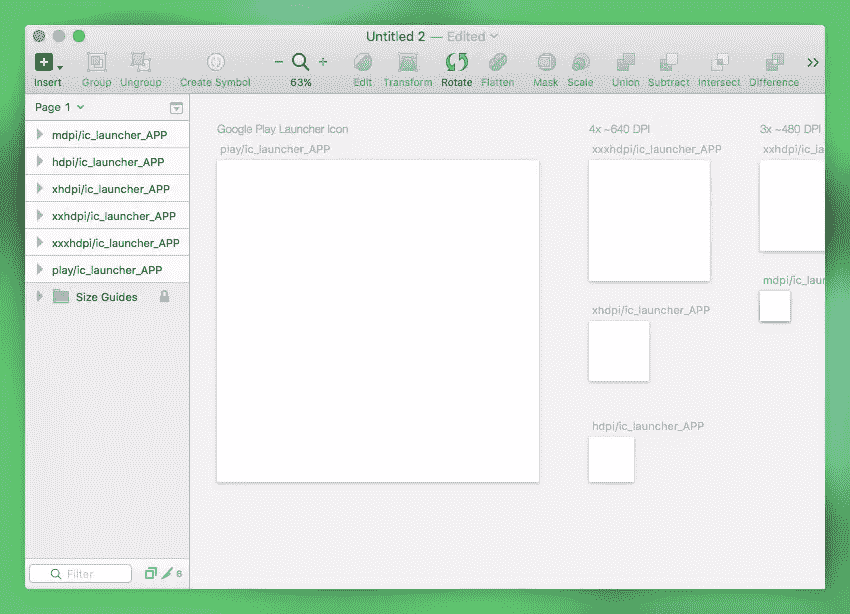 Untitled 2 — Edited
63%
Insert Group Ungroup Create Symbol Edit Transform Rotate Flatten Mask Scale Union Subtract Intersect Difference
Page 1
mdpi/ic_launcher_APP
hdpi/ic_launcher_APP
xhdpi/ic_launcher_APP
xxhdpi/ic_launcher_APP
xxxhdpi/ic_launcher_APP
play/ic_launcher_APP
Size Guides
Filter
6
Google Play Launcher Icon
play/ic_launcher_APP
4x ~640 DPI
xxxhdpi/ic_launcher_APP
xhdpi/ic_launcher_APP
hdpi/ic_launcher_APP
3x ~480 DPI
xxhdpi/ic_la
mdpi/ic_laun